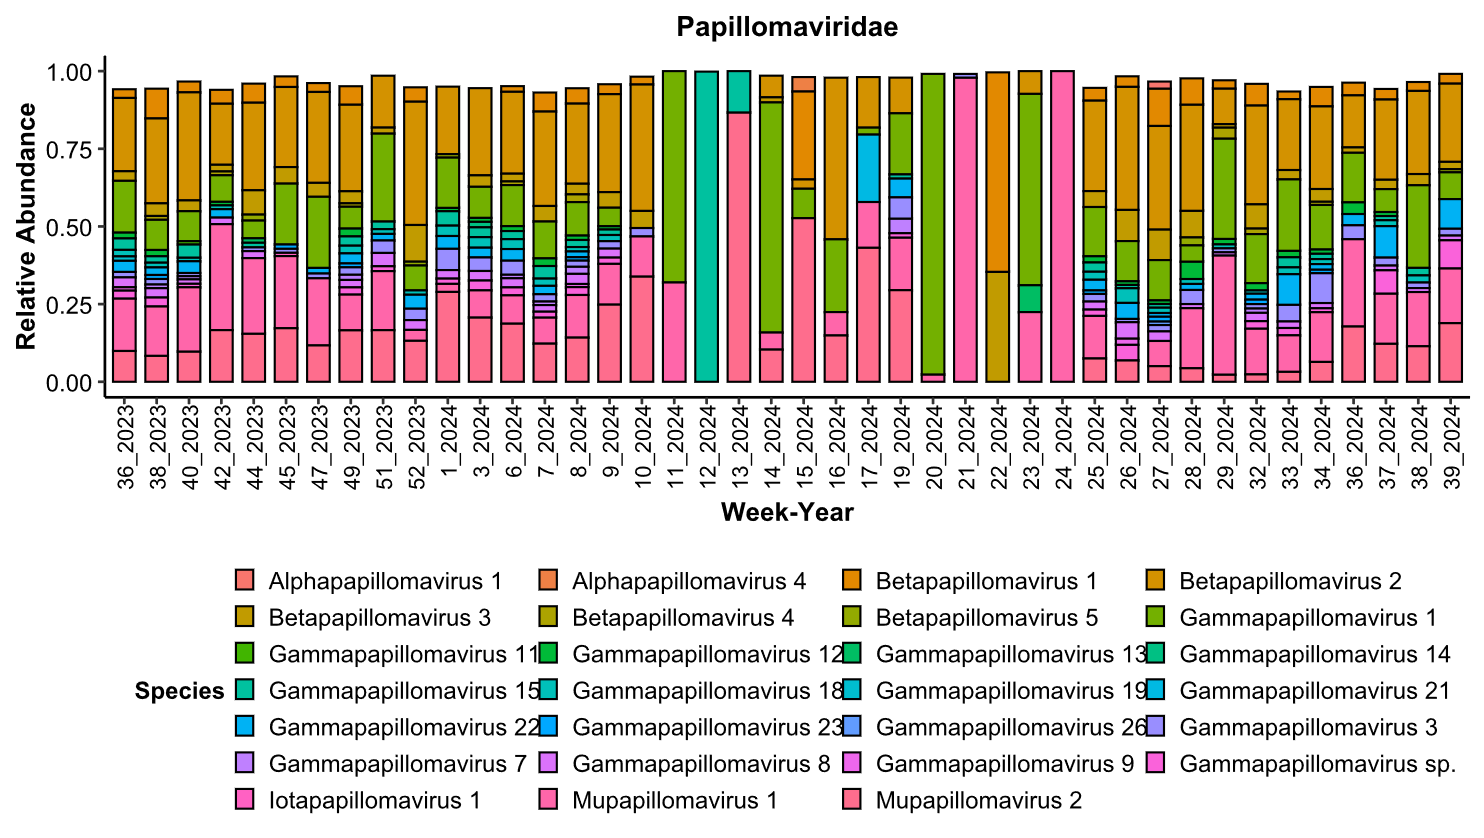 Papillomaviridae
Relative Abundance
1.00
0.75
0.50
0.25
0.00
36_2023 38_2023 40_2023 42_2023 44_2023 45_2023 47_2023 49_2023 51_2023 52_2023 1_2024 3_2024 6_2024 7_2024 8_2024 9_2024 10_2024 11_2024 12_2024 13_2024 14_2024 15_2024 16_2024 17_2024 19_2024 20_2024 21_2024 22_2024 23_2024 24_2024 25_2024 26_2024 27_2024 28_2024 29_2024 32_2024 33_2024 34_2024 36_2024 37_2024 38_2024 39_2024
Week-Year
Species
Alphapapillomavirus 1 Alphapapillomavirus 4 Betapapillomavirus 1 Betapapillomavirus 2
Betapapillomavirus 3 Betapapillomavirus 4 Betapapillomavirus 5 Gammapapillomavirus 1
Gammapapillomavirus 11 Gammapapillomavirus 12 Gammapapillomavirus 13 Gammapapillomavirus 14
Gammapapillomavirus 15 Gammapapillomavirus 18 Gammapapillomavirus 19 Gammapapillomavirus 21
Gammapapillomavirus 22 Gammapapillomavirus 23 Gammapapillomavirus 26 Gammapapillomavirus 3
Gammapapillomavirus 7 Gammapapillomavirus 8 Gammapapillomavirus 9 Gammapapillomavirus sp.
Iotapapillomavirus 1 Mupapillomavirus 1 Mupapillomavirus 2